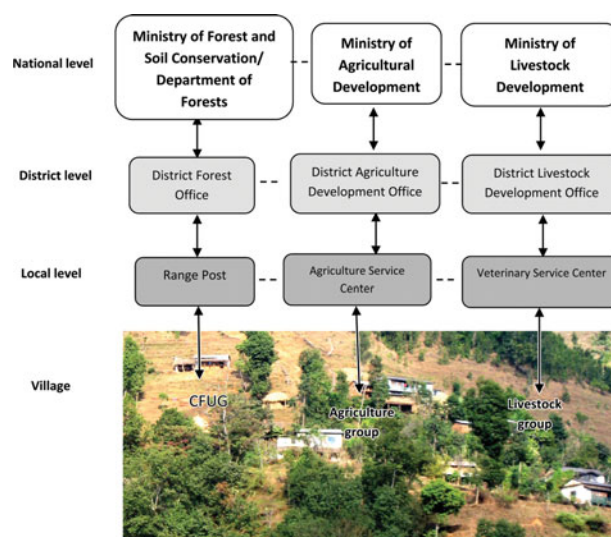 National level
Ministry of Forest and
Soil Conservation/
Department of
Forests
Ministry of
Agricultural
Development
Ministry of
Livestock
Development
District level
District Forest
Office
District Agriculture
Development Office
District Livestock
Development Office
Local level
Range Post
Agriculture Service
Center
Veterinary Service Center
Village
CFUG
Agriculture
group
Livestock
group